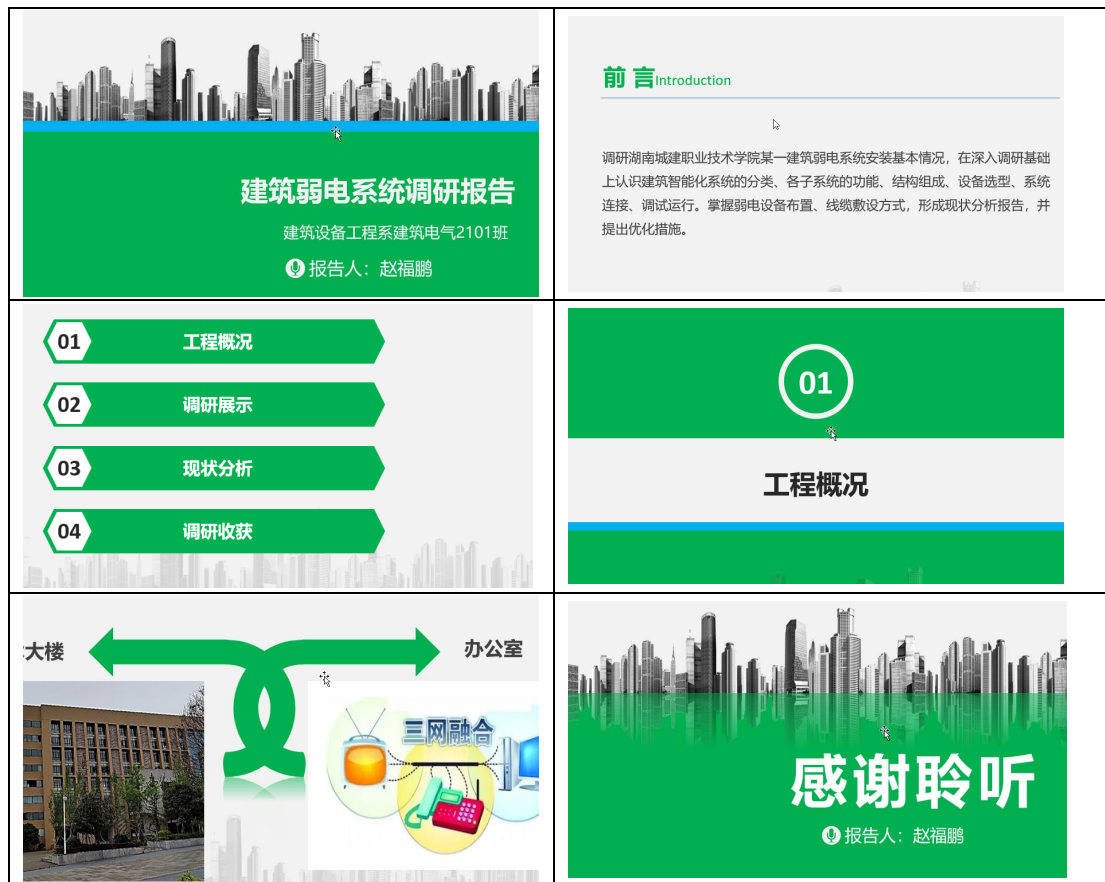 建筑弱电系统调研报告
建筑设备工程系建筑电气2101班
报告人：赵福鹏
前 言Introduction
调研湖南城建职业技术学院某一建筑弱电系统安装基本情况，在深入调研基础
上认识建筑智能化系统的分类、各子系统的功能、结构组成、设备选型、系统
连接、调试运行。掌握弱电设备布置、线缆敷设方式，形成现状分析报告，并
提出优化措施。
01 工程概况
02 调研展示
03 现状分析
04 调研收获
01
工程概况
大楼
办公室
三网融合
感谢聆听
报告人：赵福鹏